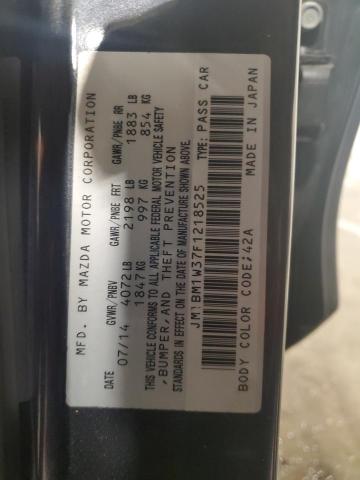 MFD. BY MAZDA MOTOR CORPORATION
DATE GVWR/PNBV GAWR/PNBE FRT GAWR/PNBE RR
07/14 4072LB 2198 LB 1883 LB
1847KG 997 KG 854 KG
THIS VEHICLE CONFORMS TO ALL APPLICABLE FEDERAL MOTOR VEHICLE SAFETY
,BUMPER,AND THEFT PREVENTION
STANDARDS IN EFFECT ON THE DATE OF MANUFACTURE SHOWN ABOVE.
JM1BM1W37F1218525 TYPE: PASS CAR
BODY COLOR CODE;42A MADE IN JAPAN